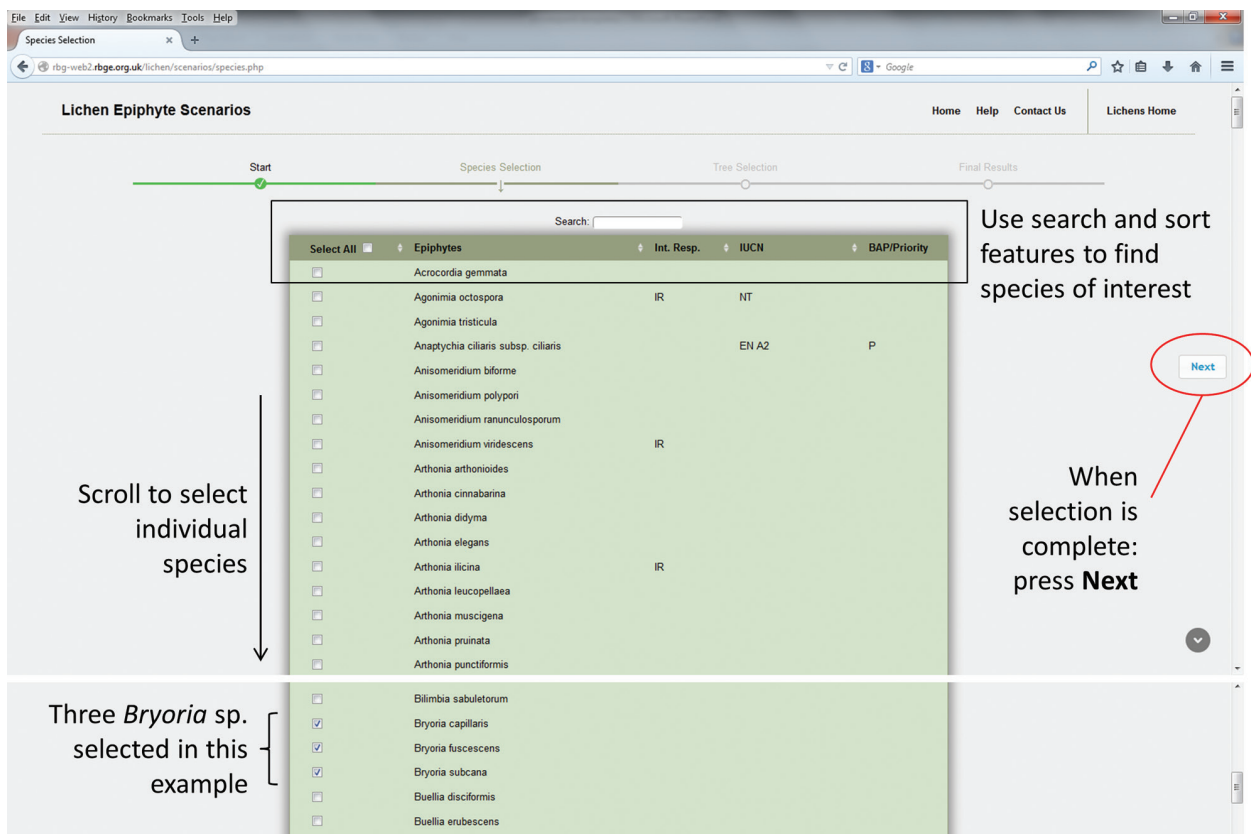 File Edit View History Bookmarks Tools Help
Species Selection × +
rbg-web2.rbge.org.uk/lichen/scenarios/species.php
8 Google
Lichen Epiphyte Scenarios
Home Help Contact Us Lichens Home
Start Species Selection Tree Selection Final Results
Search:
Select All Epiphytes Int. Resp. IUCN BAP/Priority
Acrocordia gemmata
Agonimia octospora IR NT
Agonimia tristicula
Anaptychia ciliaris subsp. ciliaris EN A2 P
Anisomeridium biforme
Anisomeridium polypori
Anisomeridium ranunculosporum
Anisomeridium viridescens IR
Arthonia arthonioides
Arthonia cinnabarina
Arthonia didyma
Arthonia elegans
Arthonia ilicina IR
Arthonia leucopellaea
Arthonia muscigena
Arthonia pruinata
Arthonia punctiformis
Bilimbia sabuletorum
Bryoria capillaris
Bryoria fuscescens
Bryoria subcana
Buellia disciformis
Buellia erubescens
Use search and sort
features to find
species of interest
Next
When
selection is
complete:
press Next
Scroll to select
individual
species
Three Bryoria sp.
selected in this
example